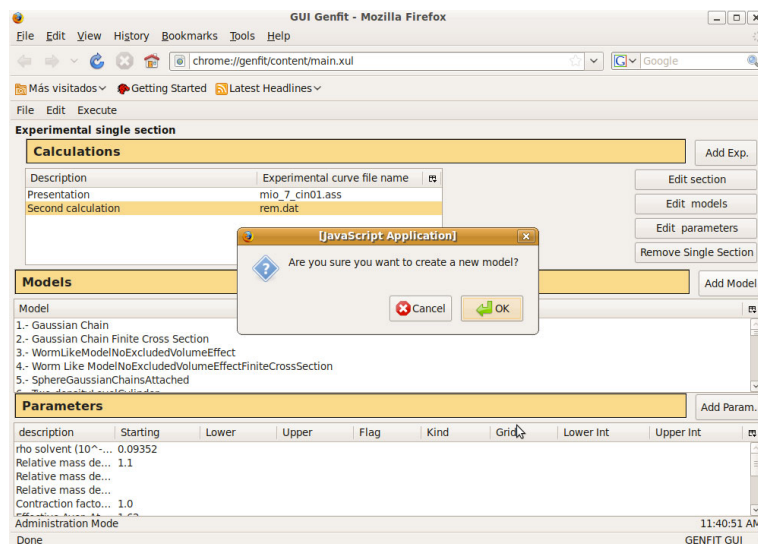 GUI Genfit - Mozilla Firefox
File Edit View History Bookmarks Tools Help
chrome://genfit/content/main.xul
G Google
Más visitados Getting Started Latest Headlines
File Edit Execute
Experimental single section
Calculations
Add Exp.
Description Experimental curve file name
Edit section
Presentation mio_7_cin01.ass
Second calculation rem.dat
Edit models
Edit parameters
[JavaScript Application]
Are you sure you want to create a new model?
Remove Single Section
Models
Add Model
Cancel OK
Model
1.- Gaussian Chain
2.- Gaussian Chain Finite Cross Section
3.- WormLikeModelNoExcludedVolumeEffect
4.- Worm Like ModelNoExcludedVolumeEffectFiniteCrossSection
5.- SphereGaussianChainsAttached
Parameters
Add Param.
description Starting Lower Upper Flag Kind Grid Lower Int Upper Int
rho solvent (10^-... 0.09352
Relative mass de... 1.1
Relative mass de...
Relative mass de...
Contraction facto... 1.0
Administration Mode 11:40:51 AM
Done GENFIT GUI